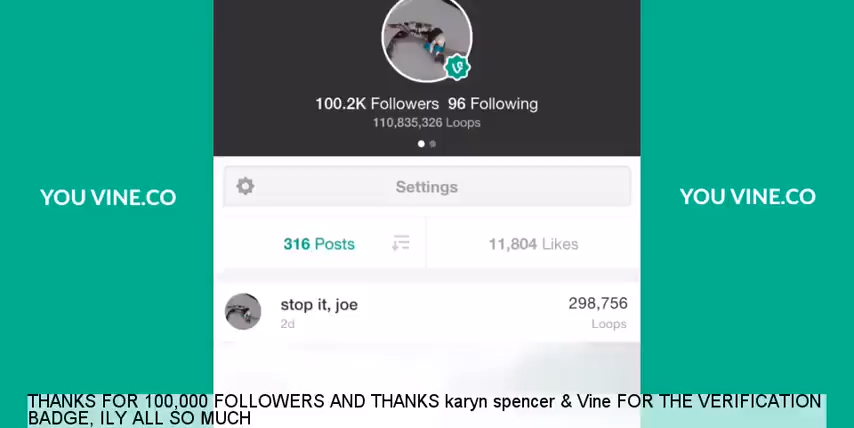 100.2K Followers 96 Following
110,835,326 Loops
YOU VINE.CO
Settings
YOU VINE.CO
316 Posts
11,804 Likes
stop it, joe
298,756
2d
Loops
THANKS FOR 100,000 FOLLOWERS AND THANKS karyn spencer & Vine FOR THE VERIFICATION
BADGE, ILY ALL SO MUCH